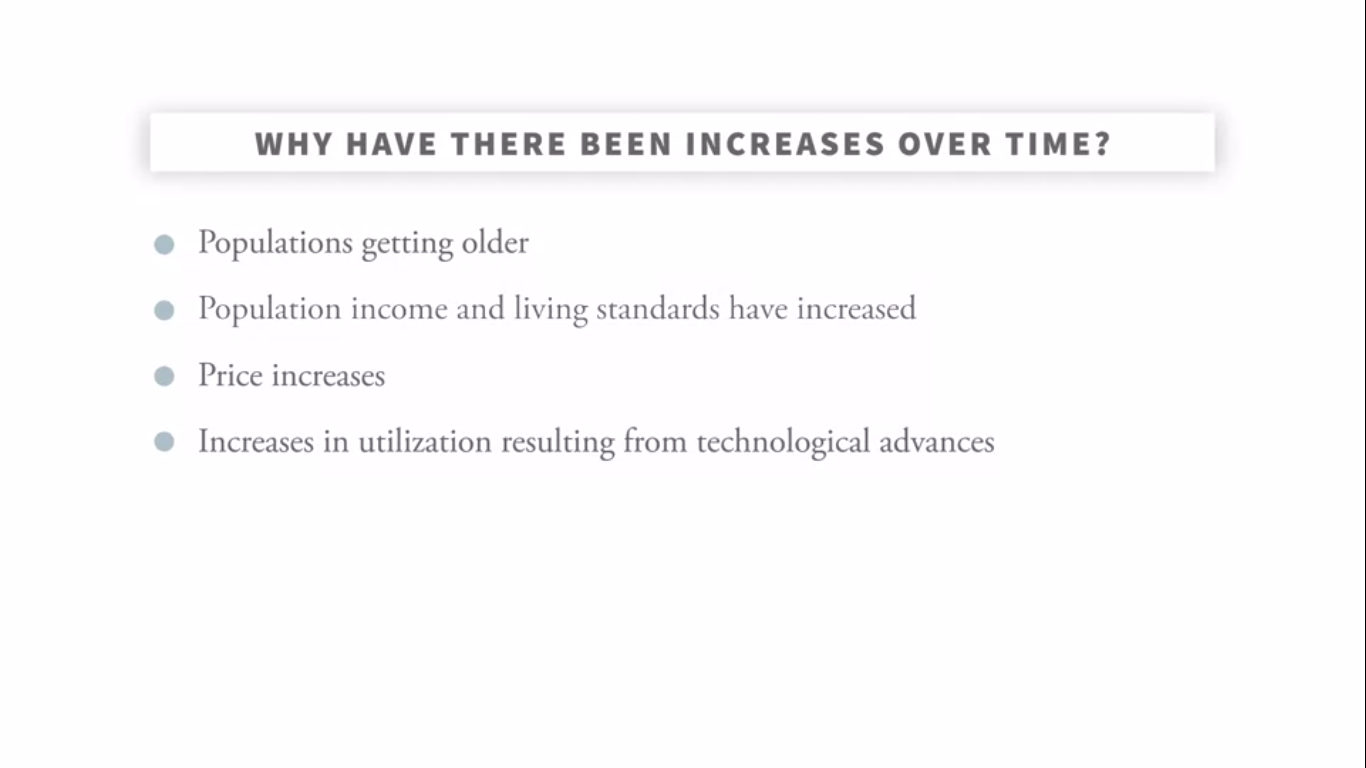 WHY HAVE THERE BEEN INCREASES OVER TIME?
Populations getting older
Population income and living standards have increased
Price increases
Increases in utilization resulting from technological advances